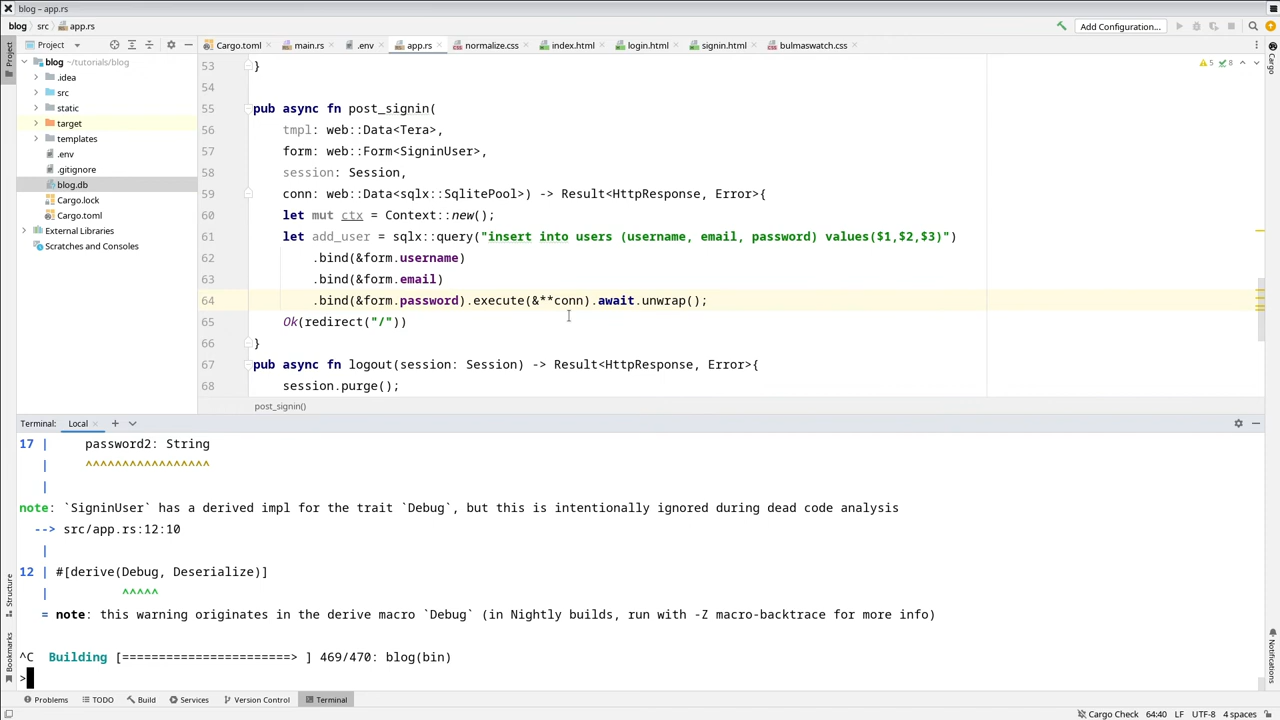 blog – app.rs
blog src app.rs Add Configuration...
Project Cargo.toml main.rs .env app.rs normalize.css index.html login.html signin.html bulmaswatch.css
Project
Cargo
blog ~/tutorials/blog
.idea
src
static
target
templates
.env
.gitignore
blog.db
Cargo.lock
Cargo.toml
External Libraries
Scratches and Consoles
5 8
53 }
54
55 pub async fn post_signin(
56 tmpl: web::Data<Tera>,
57 form: web::Form<SigninUser>,
58 session: Session,
59 conn: web::Data<sqlx::SqlitePool>) -> Result<HttpResponse, Error>{
60 let mut ctx = Context::new();
61 let add_user = sqlx::query("insert into users (username, email, password) values($1,$2,$3)")
62 .bind(&form.username)
63 .bind(&form.email)
64 .bind(&form.password).execute(&**conn).await.unwrap();
65 Ok(redirect("/"))
66 }
67 pub async fn logout(session: Session) -> Result<HttpResponse, Error>{
68 session.purge();
post_signin()
Terminal: Local
17 | password2: String
| ^^^^^^^^^^^^^^^^^
|
note: `SigninUser` has a derived impl for the trait `Debug`, but this is intentionally ignored during dead code analysis
--> src/app.rs:12:10
|
12 | #[derive(Debug, Deserialize)]
| ^^^^^
= note: this warning originates in the derive macro `Debug` (in Nightly builds, run with -Z macro-backtrace for more info)
^C Building [=======================> ] 469/470: blog(bin)
>
Structure
Bookmarks
Notifications
Problems TODO Build Services Version Control Terminal
Cargo Check 64:40 LF UTF-8 4 spaces